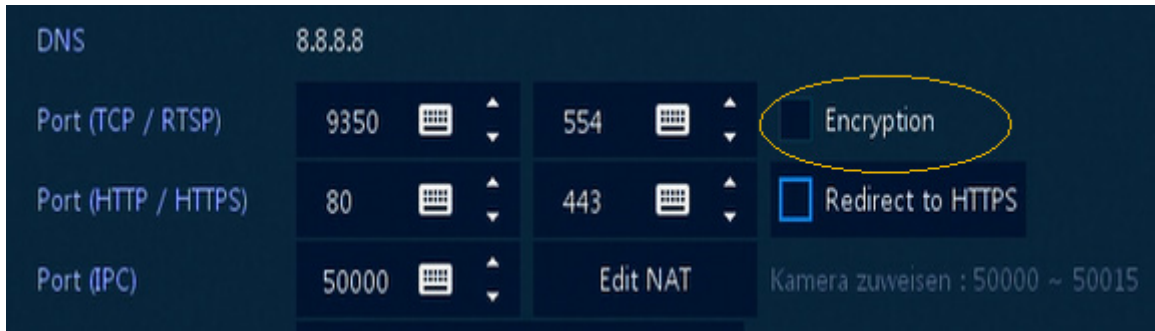 DNS 8.8.8.8
Port (TCP / RTSP) 9350 554 Encryption
Port (HTTP / HTTPS) 80 443 Redirect to HTTPS
Port (IPC) 50000 Edit NAT Kamera zuweisen : 50000 ~ 50015